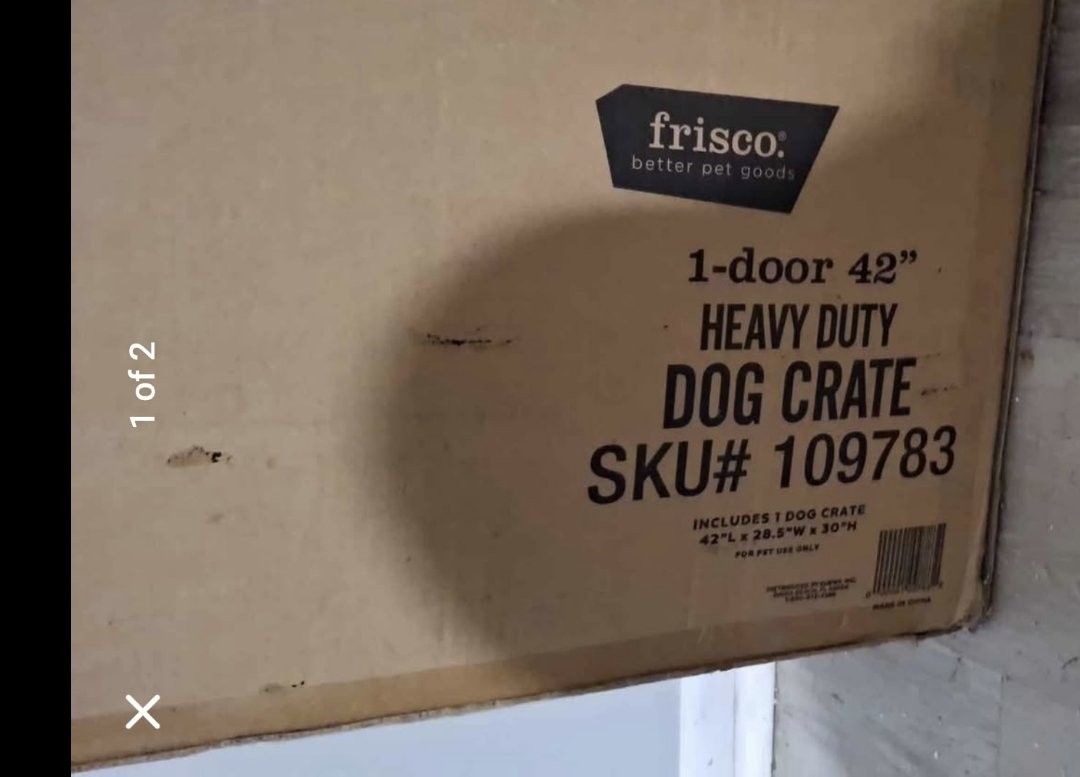 frisco.®
better pet goods
1-door 42”
HEAVY DUTY
DOG CRATE
SKU# 109783
INCLUDES 1 DOG CRATE
42"L x 28.5"W x 30"H
FOR PET USE ONLY
MADE IN CHINA
1 of 2